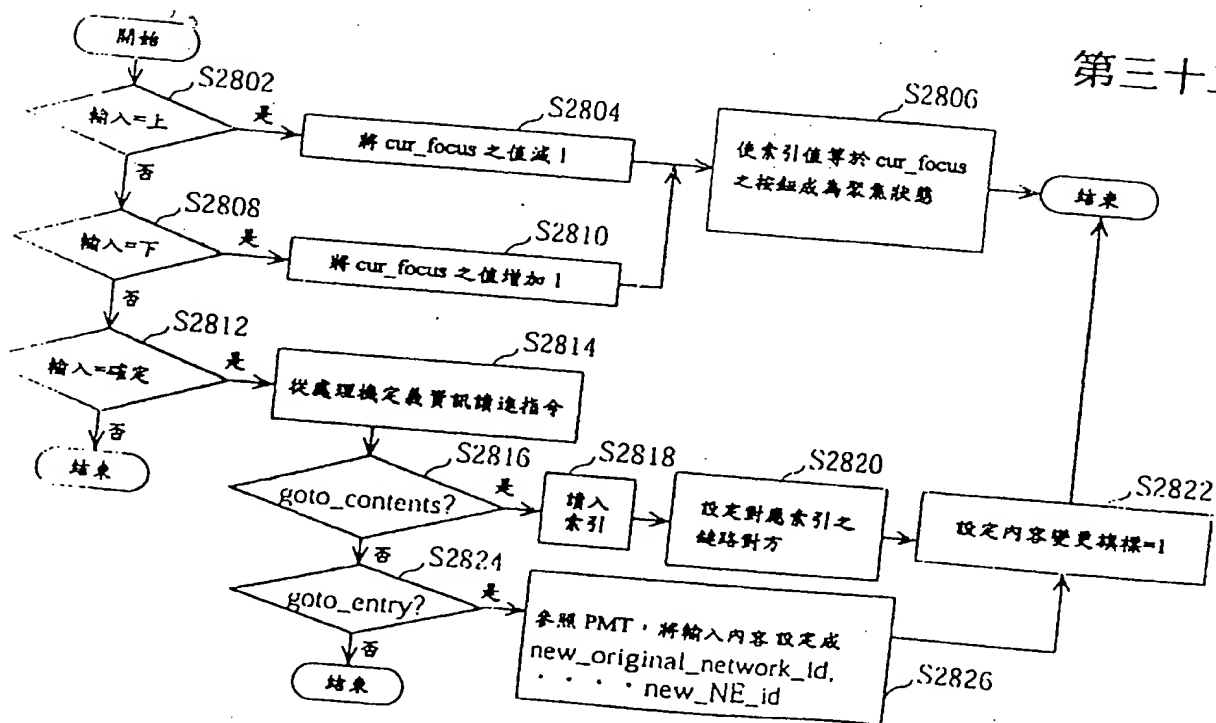 第三十
開始
S2802
輸入=上
是
S2804
將 cur_focus 之值減 1
S2806
使索引值等於 cur_focus
之按鈕成為聚焦狀態
結束
否
S2808
輸入=下
是
S2810
將 cur_focus 之值增加 1
否
S2812
輸入=確定
是
S2814
從處理機定義資訊讀進指令
否
結束
S2816
goto_contents?
是
S2818
讀入
索引
S2820
設定對應索引之
鏈路對方
S2822
設定內容變更旗標=1
否
S2824
goto_entry?
是
參照 PMT,將輸入內容設定成
new_original_network_id,
‧‧‧‧new_NE_id
S2826
否
結束